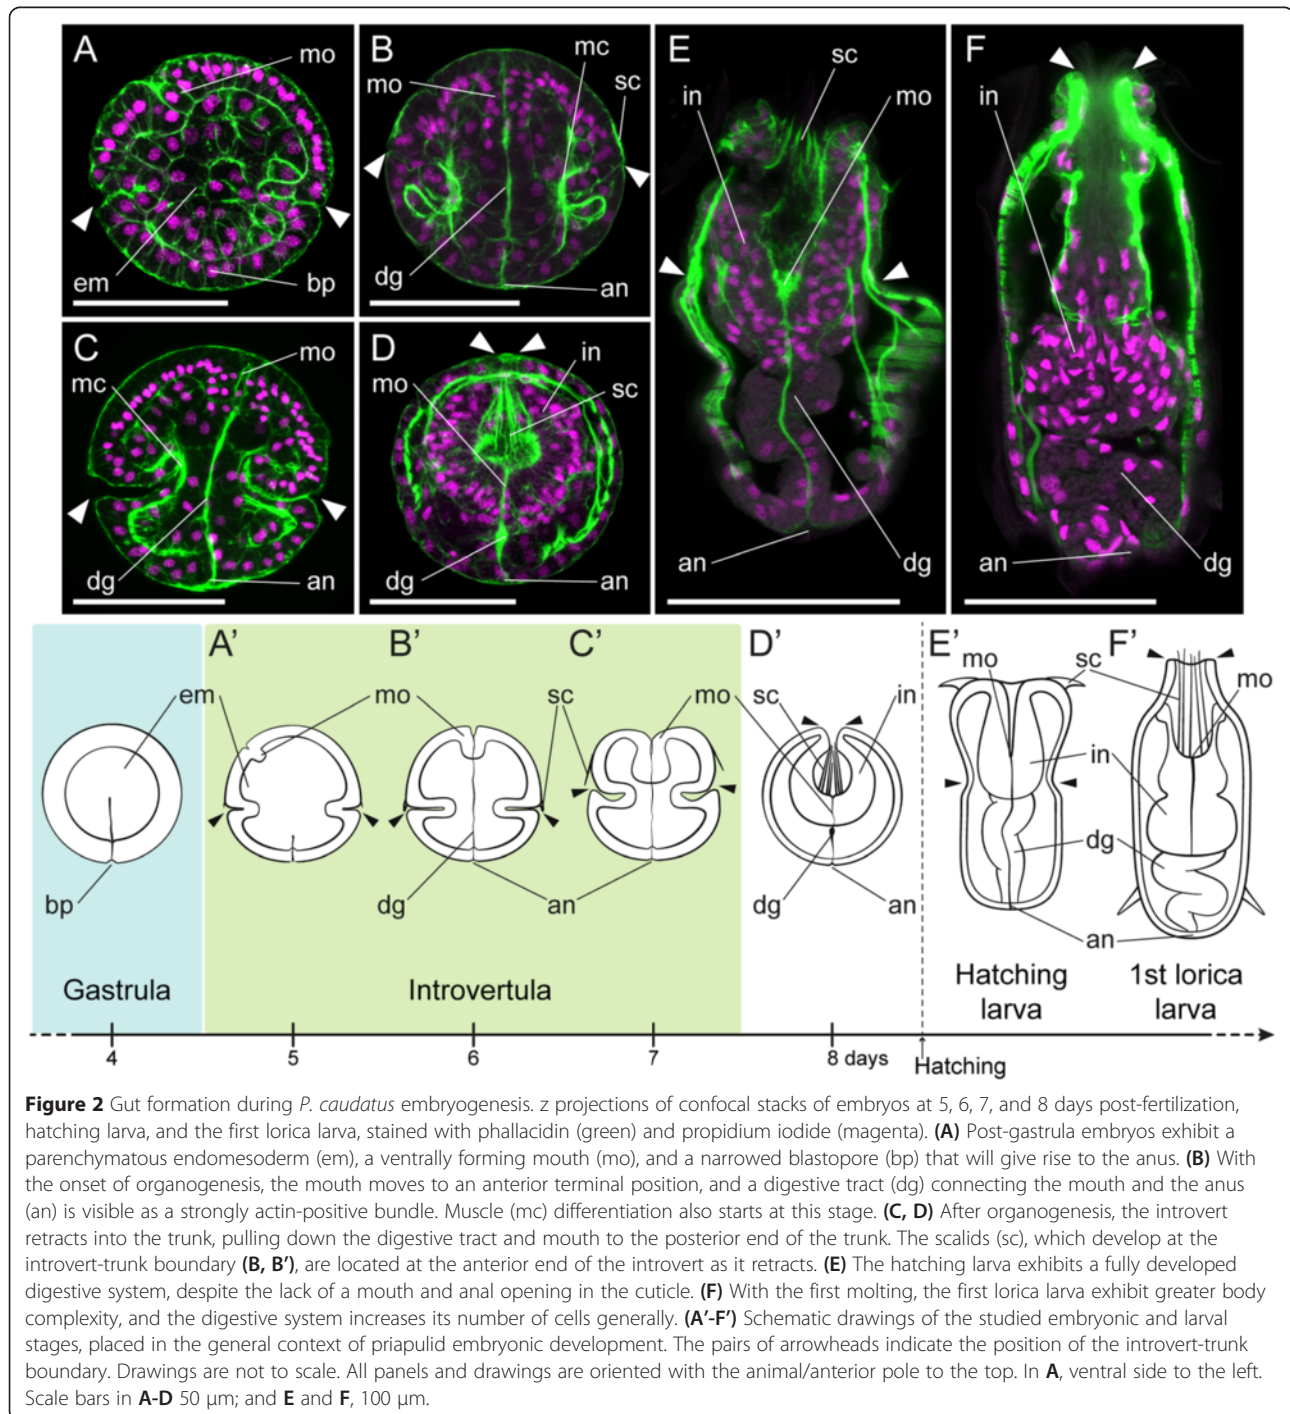 A
mo
em
bp
B
mc
mo
sc
dg
an
C
mo
mc
dg
an
D
in
mo
sc
dg
an
E
sc
in
mo
an
dg
F
in
an
dg
A’
B’
C’
D’
E’
F’
em
mo
sc
mo
sc
in
mo
sc
mo
in
dg
bp
dg
an
dg
an
an
Gastrula
Introvertula
Hatching
larva
1st lorica
larva
4
5
6
7
8 days
Hatching
Figure 2 Gut formation during P. caudatus embryogenesis. z projections of confocal stacks of embryos at 5, 6, 7, and 8 days post-fertilization,
hatching larva, and the first lorica larva, stained with phallacidin (green) and propidium iodide (magenta). (A) Post-gastrula embryos exhibit a
parenchymatous endomesoderm (em), a ventrally forming mouth (mo), and a narrowed blastopore (bp) that will give rise to the anus. (B) With
the onset of organogenesis, the mouth moves to an anterior terminal position, and a digestive tract (dg) connecting the mouth and the anus
(an) is visible as a strongly actin-positive bundle. Muscle (mc) differentiation also starts at this stage. (C, D) After organogenesis, the introvert
retracts into the trunk, pulling down the digestive tract and mouth to the posterior end of the trunk. The scalids (sc), which develop at the
introvert-trunk boundary (B, B’), are located at the anterior end of the introvert as it retracts. (E) The hatching larva exhibits a fully developed
digestive system, despite the lack of a mouth and anal opening in the cuticle. (F) With the first molting, the first lorica larva exhibit greater body
complexity, and the digestive system increases its number of cells generally. (A’-F’) Schematic drawings of the studied embryonic and larval
stages, placed in the general context of priapulid embryonic development. The pairs of arrowheads indicate the position of the introvert-trunk
boundary. Drawings are not to scale. All panels and drawings are oriented with the animal/anterior pole to the top. In A, ventral side to the left.
Scale bars in A-D 50 μm; and E and F, 100 μm.